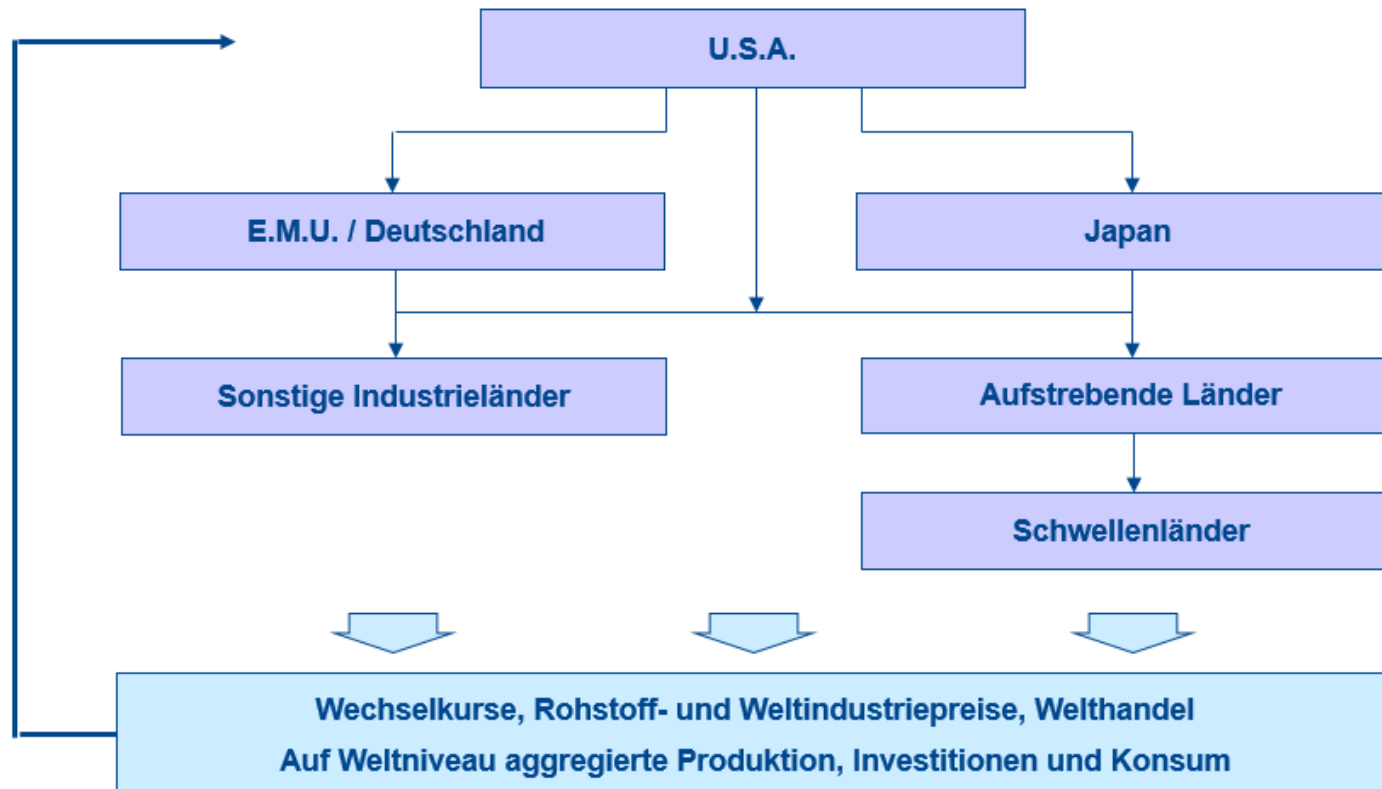 U.S.A.
E.M.U. / Deutschland
Japan
Sonstige Industrieländer
Aufstrebende Länder
Schwellenländer
Wechselkurse, Rohstoff- und Weltindustriepreise, Welthandel
Auf Weltniveau aggregierte Produktion, Investitionen und Konsum